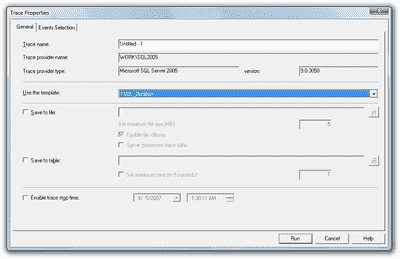 Trace Properties
General Events Selection
Trace name: Untitled - 1
Trace provider name: WORK\SQL2005
Trace provider type: Microsoft SQL Server 2005 version: 9.0.3050
Use the template: TSQL_Duration
Save to file:
Set maximum file size (MB): 5
Enable file rollover
Server processes trace data
Save to table:
Set maximum rows (in thousands): 1
Enable trace stop time: 4/ 5/2007 1:30:11 AM
Run Cancel Help